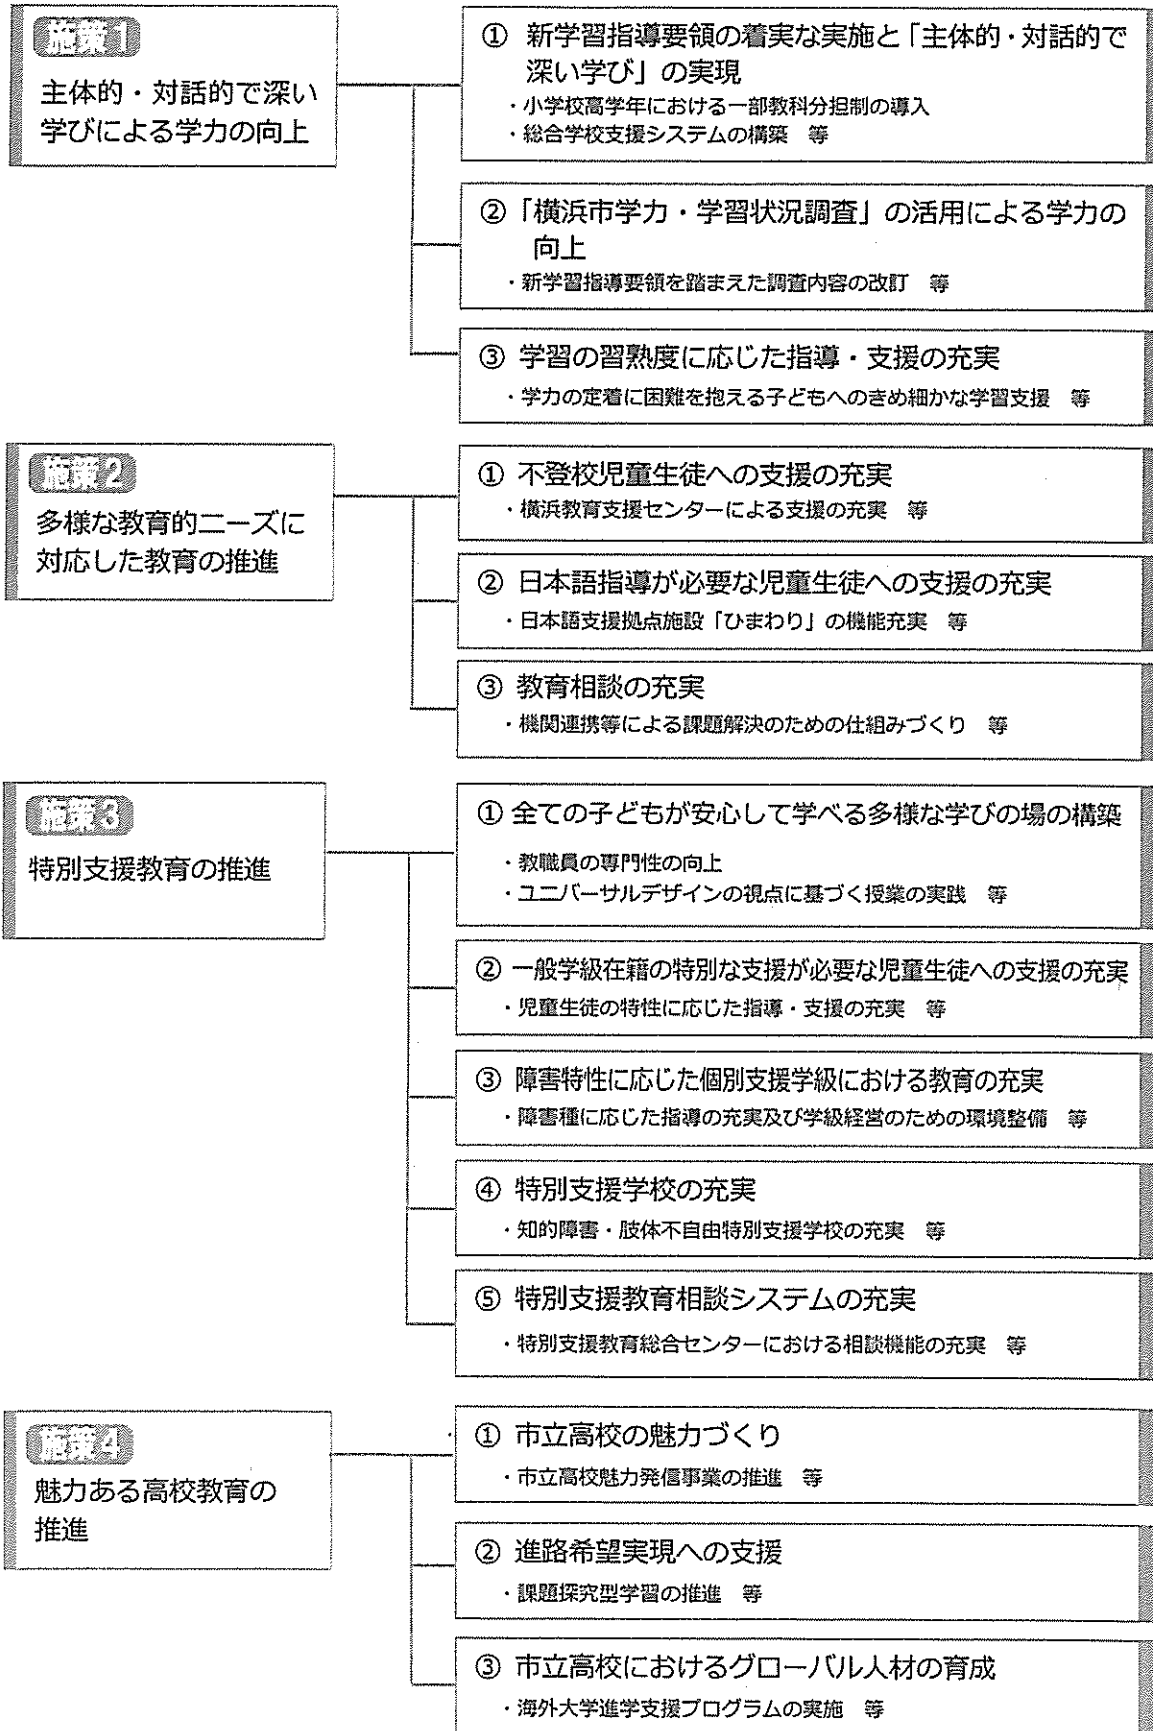 施策1
主体的・対話的で深い
学びによる学力の向上
① 新学習指導要領の着実な実施と「主体的・対話的で
深い学び」の実現
・小学校高学年における一部教科分担制の導入
・総合学校支援システムの構築 等
②「横浜市学力・学習状況調査」の活用による学力の
向上
・新学習指導要領を踏まえた調査内容の改訂 等
③ 学習の習熟度に応じた指導・支援の充実
・学力の定着に困難を抱える子どもへのきめ細かな学習支援 等
施策2
多様な教育的ニーズに
対応した教育の推進
① 不登校児童生徒への支援の充実
・横浜教育支援センターによる支援の充実 等
② 日本語指導が必要な児童生徒への支援の充実
・日本語支援拠点施設「ひまわり」の機能充実 等
③ 教育相談の充実
・機関連携等による課題解決のための仕組みづくり 等
施策3
特別支援教育の推進
① 全ての子どもが安心して学べる多様な学びの場の構築
・教職員の専門性の向上
・ユニバーサルデザインの視点に基づく授業の実践 等
② 一般学級在籍の特別な支援が必要な児童生徒への支援の充実
・児童生徒の特性に応じた指導・支援の充実 等
③ 障害特性に応じた個別支援学級における教育の充実
・障害種に応じた指導の充実及び学級経営のための環境整備 等
④ 特別支援学校の充実
・知的障害・肢体不自由特別支援学校の充実 等
⑤ 特別支援教育相談システムの充実
・特別支援教育総合センターにおける相談機能の充実 等
施策4
魅力ある高校教育の
推進
① 市立高校の魅力づくり
・市立高校魅力発信事業の推進 等
② 進路希望実現への支援
・課題探究型学習の推進 等
③ 市立高校におけるグローバル人材の育成
・海外大学進学支援プログラムの実施 等